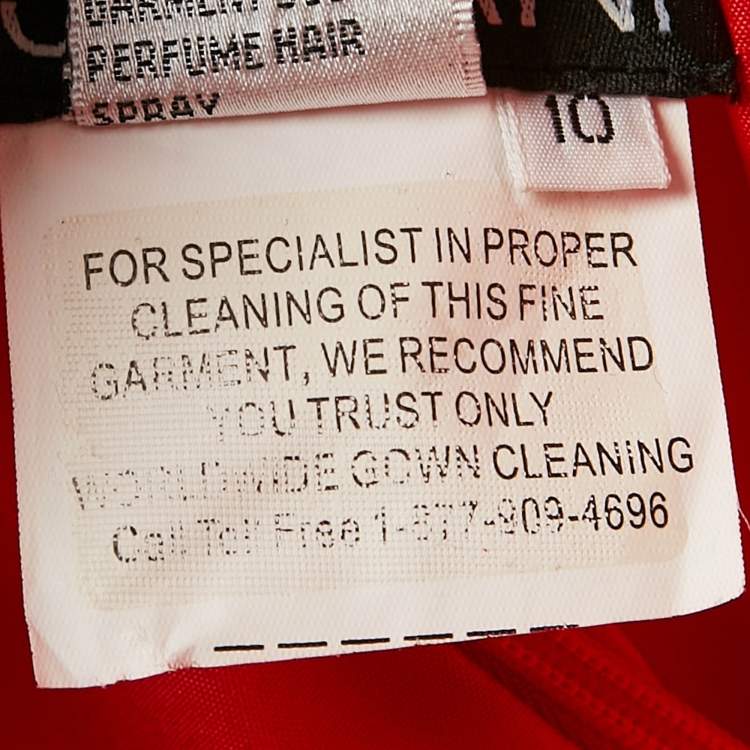 PERFUME HAIR
SPRAY
10
FOR SPECIALIST IN PROPER
CLEANING OF THIS FINE
GARMENT, WE RECOMMEND
YOU TRUST ONLY
WORLDWIDE GOWN CLEANING
Call Toll Free 1-877-909-4696